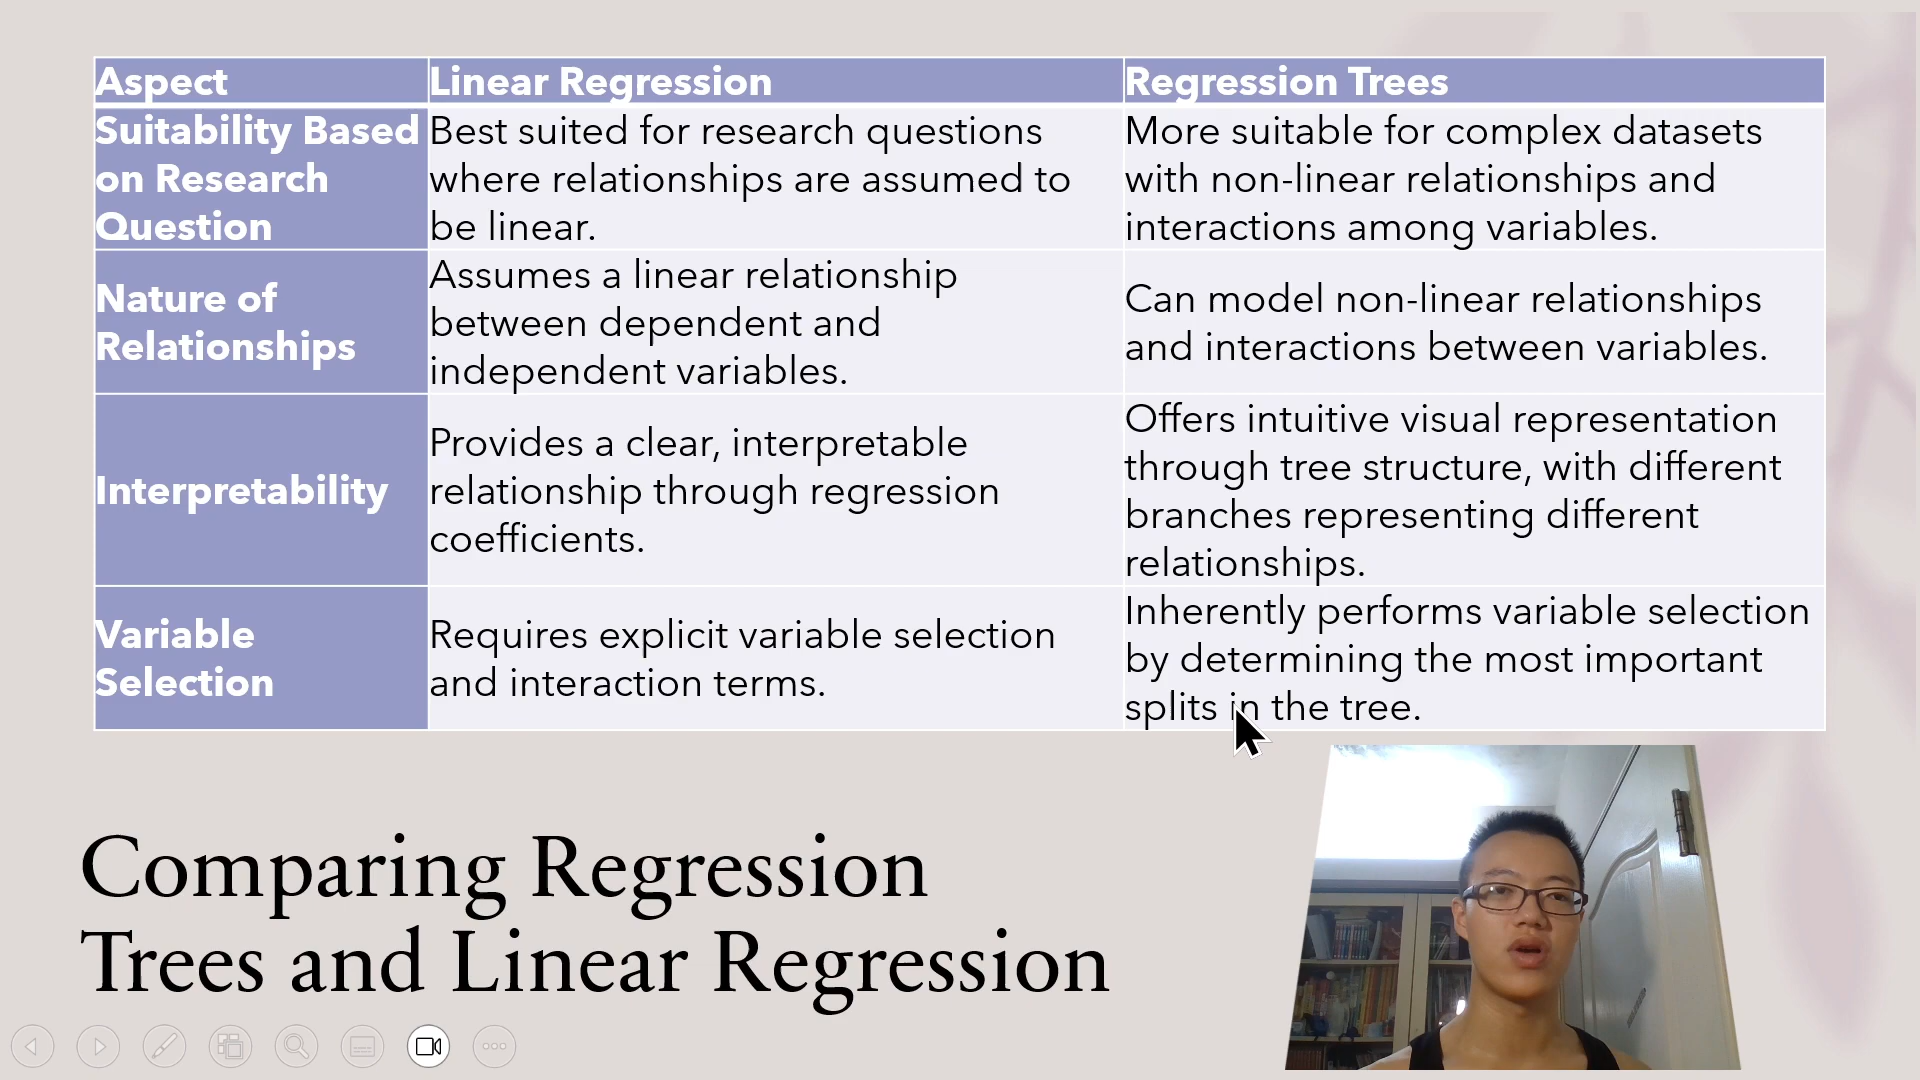 Aspect
Linear Regression
Regression Trees
Suitability Based
on Research
Question
Best suited for research questions
where relationships are assumed to
be linear.
More suitable for complex datasets
with non-linear relationships and
interactions among variables.
Nature of
Relationships
Assumes a linear relationship
between dependent and
independent variables.
Can model non-linear relationships
and interactions between variables.
Interpretability
Provides a clear, interpretable
relationship through regression
coefficients.
Offers intuitive visual representation
through tree structure, with different
branches representing different
relationships.
Variable
Selection
Requires explicit variable selection
and interaction terms.
Inherently performs variable selection
by determining the most important
splits in the tree.
Comparing Regression
Trees and Linear Regression